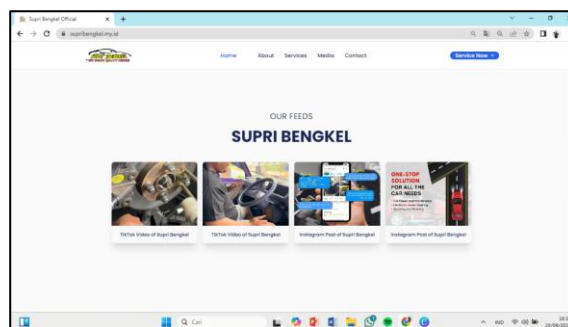 Supri Bengkel Official
supribengkel.my.id
Home About Services Media Contact
Service Now
OUR FEEDS
SUPRI BENGKEL
ONE-STOP
SOLUTION
FOR ALL THE
CAR NEEDS
TikTok Video of Supri Bengkel
TikTok Video of Supri Bengkel
Instagram Post of Supri Bengkel
Instagram Post of Supri Bengkel
Cari
IND